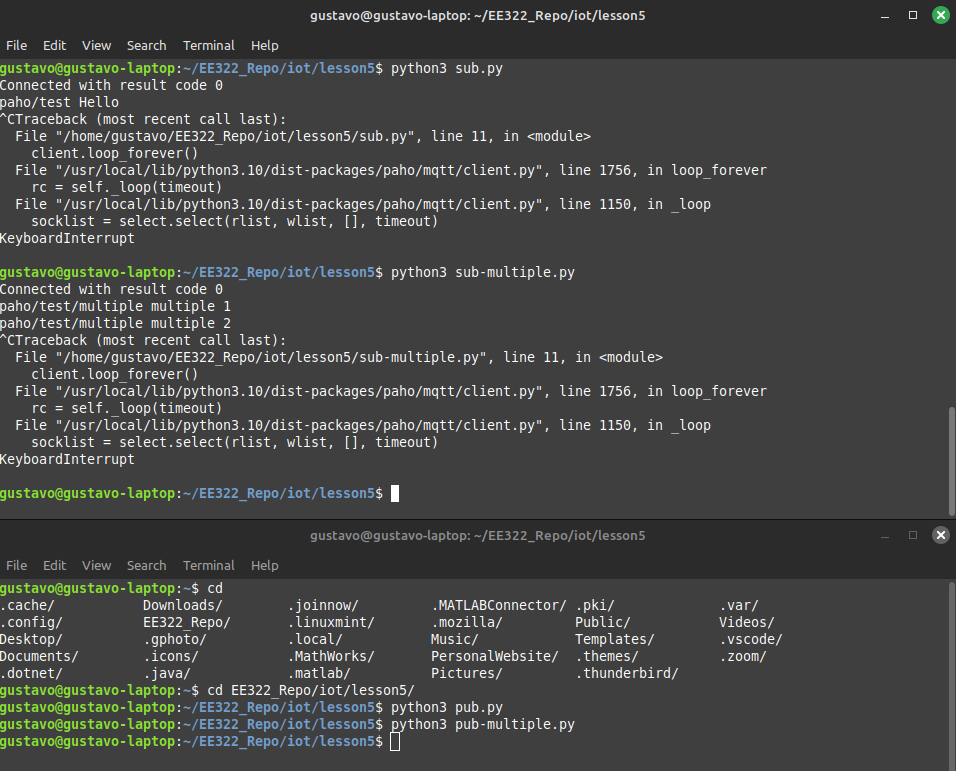 gustavo@gustavo-laptop: ~/EE322_Repo/iot/lesson5
File Edit View Search Terminal Help
gustavo@gustavo-laptop:~/EE322_Repo/iot/lesson5$ python3 sub.py
Connected with result code 0
paho/test Hello
^CTraceback (most recent call last):
  File "/home/gustavo/EE322_Repo/iot/lesson5/sub.py", line 11, in <module>
    client.loop_forever()
  File "/usr/local/lib/python3.10/dist-packages/paho/mqtt/client.py", line 1756, in loop_forever
    rc = self._loop(timeout)
  File "/usr/local/lib/python3.10/dist-packages/paho/mqtt/client.py", line 1150, in _loop
    socklist = select.select(rlist, wlist, [], timeout)
KeyboardInterrupt
gustavo@gustavo-laptop:~/EE322_Repo/iot/lesson5$ python3 sub-multiple.py
Connected with result code 0
paho/test/multiple multiple 1
paho/test/multiple multiple 2
^CTraceback (most recent call last):
  File "/home/gustavo/EE322_Repo/iot/lesson5/sub-multiple.py", line 11, in <module>
    client.loop_forever()
  File "/usr/local/lib/python3.10/dist-packages/paho/mqtt/client.py", line 1756, in loop_forever
    rc = self._loop(timeout)
  File "/usr/local/lib/python3.10/dist-packages/paho/mqtt/client.py", line 1150, in _loop
    socklist = select.select(rlist, wlist, [], timeout)
KeyboardInterrupt
gustavo@gustavo-laptop:~/EE322_Repo/iot/lesson5$
gustavo@gustavo-laptop: ~/EE322_Repo/iot/lesson5
File Edit View Search Terminal Help
gustavo@gustavo-laptop:~$ cd
.cache/ Downloads/ .joinnow/ .MATLABConnector/ .pki/ .var/
.config/ EE322_Repo/ .linuxmint/ .mozilla/ Public/ Videos/
Desktop/ .gphoto/ .local/ Music/ Templates/ .vscode/
Documents/ .icons/ .MathWorks/ PersonalWebsite/ .themes/ .zoom/
.dotnet/ .java/ .matlab/ Pictures/ .thunderbird/
gustavo@gustavo-laptop:~$ cd EE322_Repo/iot/lesson5/
gustavo@gustavo-laptop:~/EE322_Repo/iot/lesson5$ python3 pub.py
gustavo@gustavo-laptop:~/EE322_Repo/iot/lesson5$ python3 pub-multiple.py
gustavo@gustavo-laptop:~/EE322_Repo/iot/lesson5$